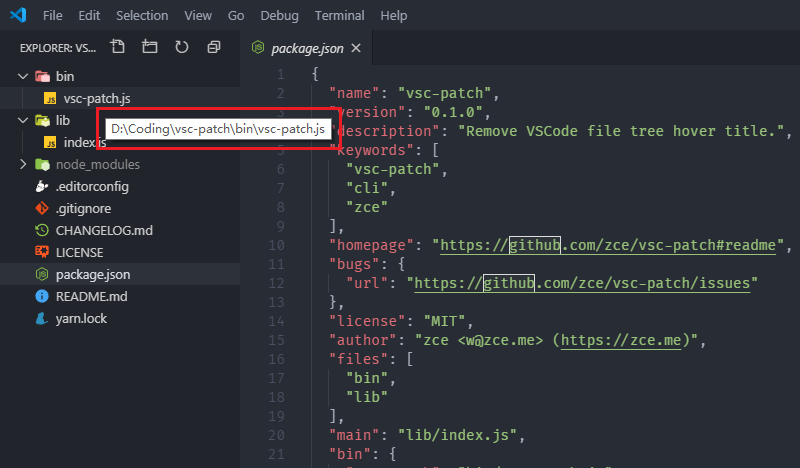 File Edit Selection View Go Debug Terminal Help
EXPLORER: VS...
bin
vsc-patch.js
lib
index.js
node_modules
.editorconfig
.gitignore
CHANGELOG.md
LICENSE
package.json
README.md
yarn.lock
D:\Coding\vsc-patch\bin\vsc-patch.js
package.json
1 {
2 "name": "vsc-patch",
3 "version": "0.1.0",
"description": "Remove VSCode file tree hover title.",
5 "keywords": [
6 "vsc-patch",
7 "cli",
8 "zce"
9 ],
10 "homepage": "https://github.com/zce/vsc-patch#readme",
11 "bugs": {
12 "url": "https://github.com/zce/vsc-patch/issues"
13 },
14 "license": "MIT",
15 "author": "zce <w@zce.me> (https://zce.me)",
16 "files": [
17 "bin",
18 "lib"
19 ],
20 "main": "lib/index.js",
21 "bin": {